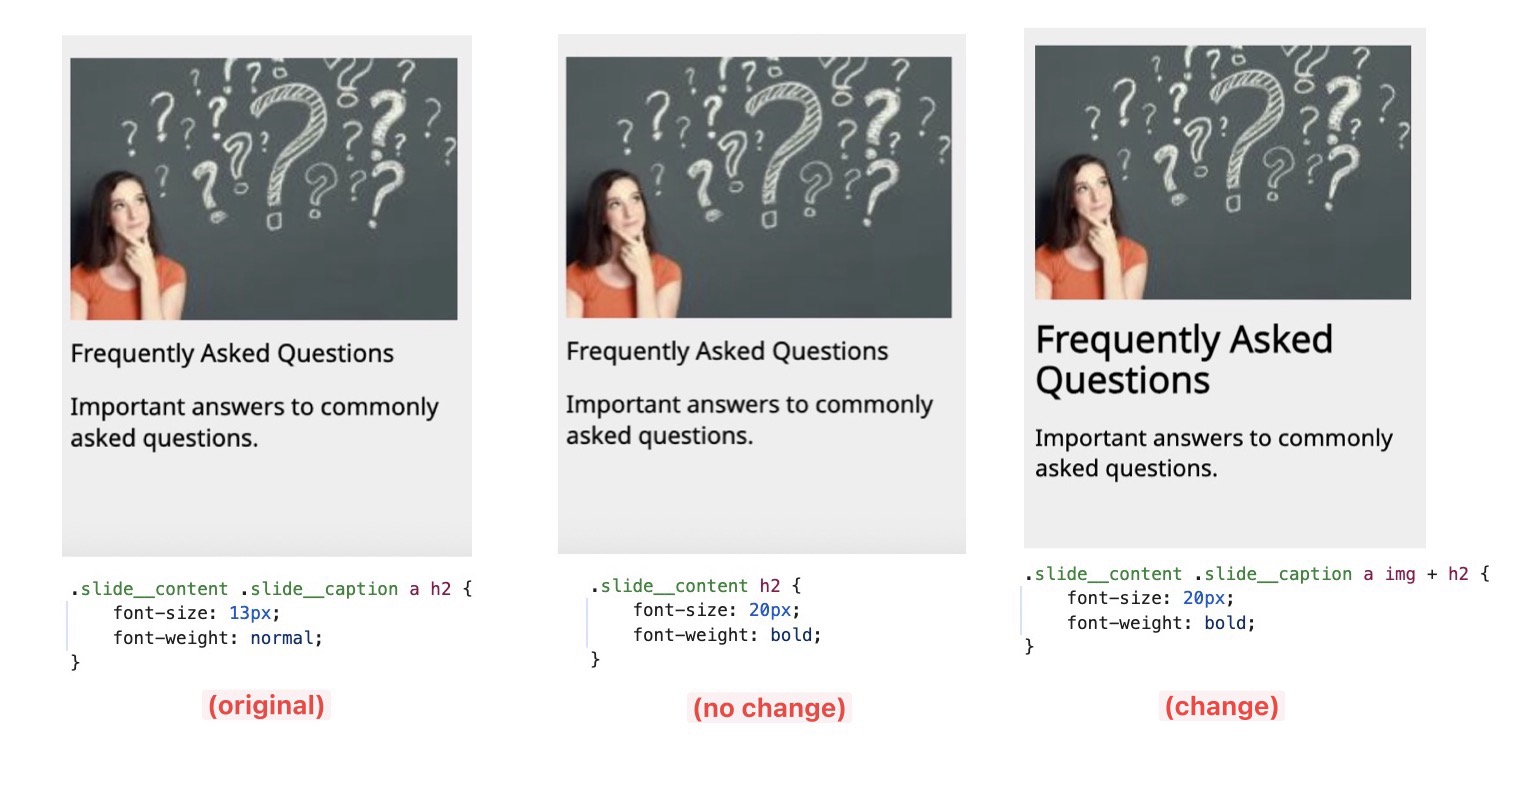 Frequently Asked Questions
Important answers to commonly
asked questions.
.slide__content .slide__caption a h2 {
font-size: 13px;
font-weight: normal;
}
(original)
Frequently Asked Questions
Important answers to commonly
asked questions.
.slide__content h2 {
font-size: 20px;
font-weight: bold;
}
(no change)
Frequently Asked
Questions
Important answers to commonly
asked questions.
.slide__content .slide__caption a img + h2 {
font-size: 20px;
font-weight: bold;
}
(change)